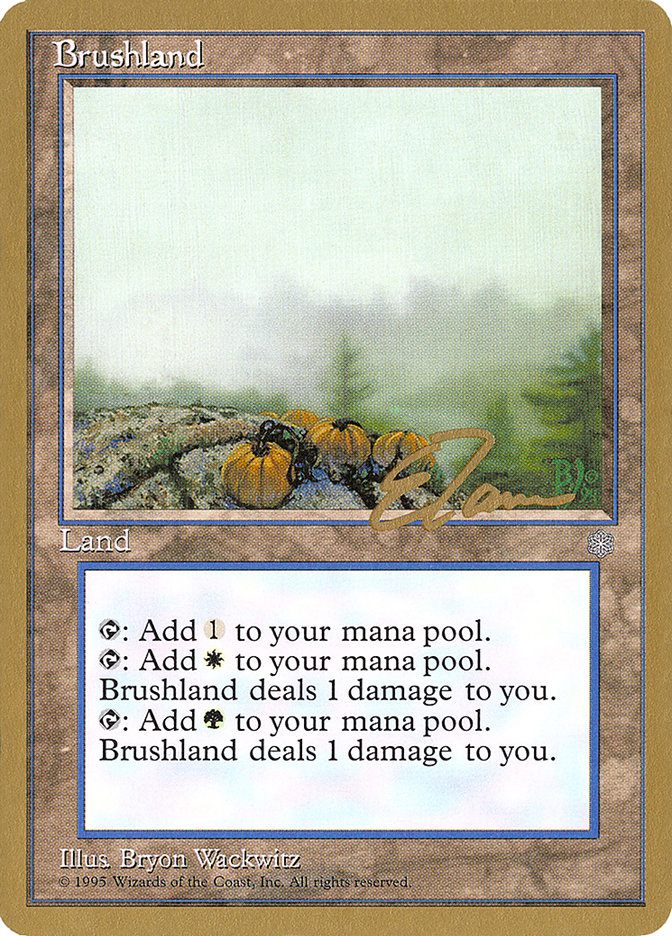 Brushland
Land
: Add 1 to your mana pool.
: Add to your mana pool.
Brushland deals 1 damage to you.
: Add to your mana pool.
Brushland deals 1 damage to you.
Illus. Bryon Wackwitz
© 1995 Wizards of the Coast, Inc. All rights reserved.